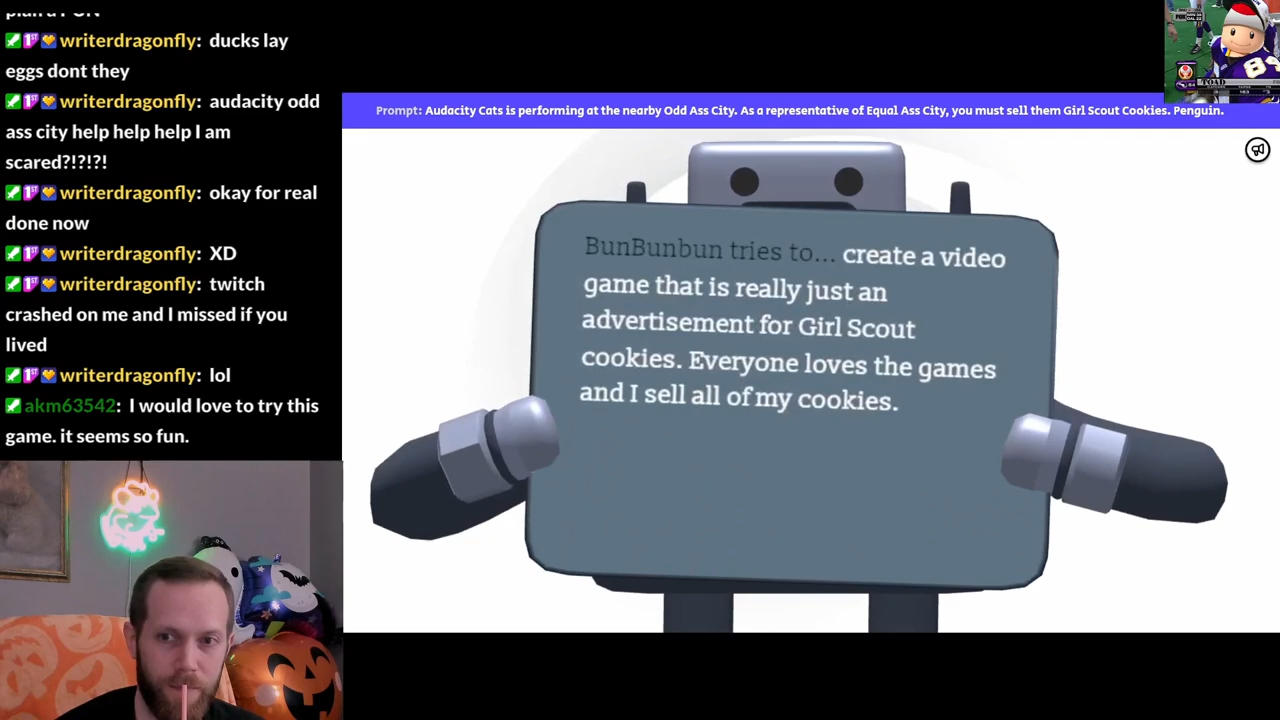 writerdragonfly: ducks lay
eggs dont they
writerdragonfly: audacity odd
ass city help help help I am
scared?!?!?!
writerdragonfly: okay for real
done now
writerdragonfly: XD
writerdragonfly: twitch
crashed on me and I missed if you
lived
writerdragonfly: lol
akm63542: I would love to try this
game. it seems so fun.
Prompt: Audacity Cats is performing at the nearby Odd Ass City. As a representative of Equal Ass City, you must sell them Girl Scout Cookies. Penguin.
BunBunbun tries to... create a video
game that is really just an
advertisement for Girl Scout
cookies. Everyone loves the games
and I sell all of my cookies.
TOAD